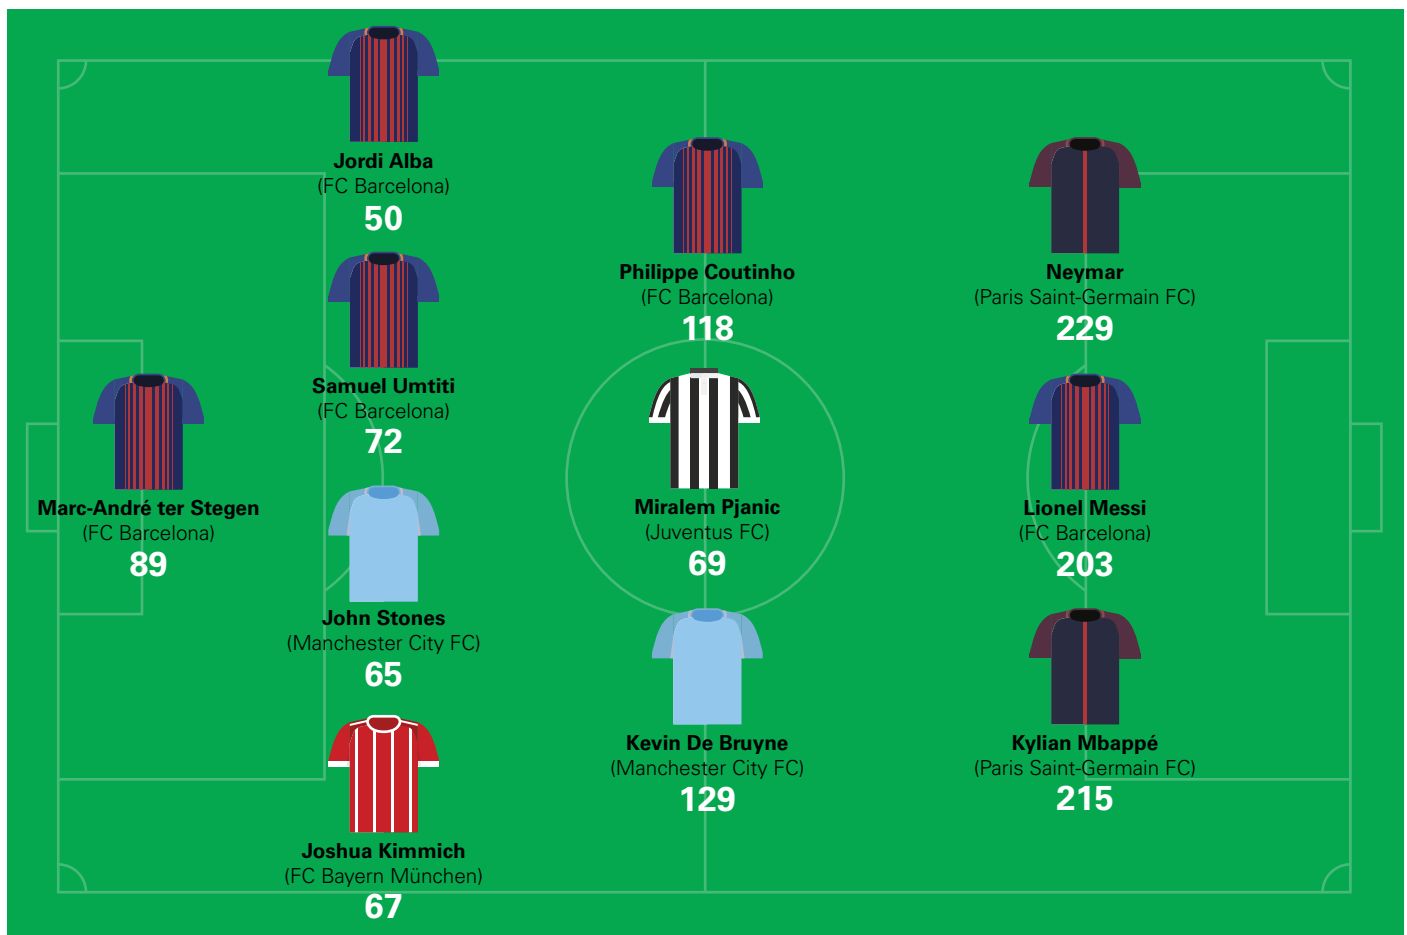 Jordi Alba
(FC Barcelona)
50
Samuel Umtiti
(FC Barcelona)
72
Marc-André ter Stegen
(FC Barcelona)
89
John Stones
(Manchester City FC)
65
Joshua Kimmich
(FC Bayern München)
67
Philippe Coutinho
(FC Barcelona)
118
Miralem Pjanic
(Juventus FC)
69
Kevin De Bruyne
(Manchester City FC)
129
Neymar
(Paris Saint-Germain FC)
229
Lionel Messi
(FC Barcelona)
203
Kylian Mbappé
(Paris Saint-Germain FC)
215